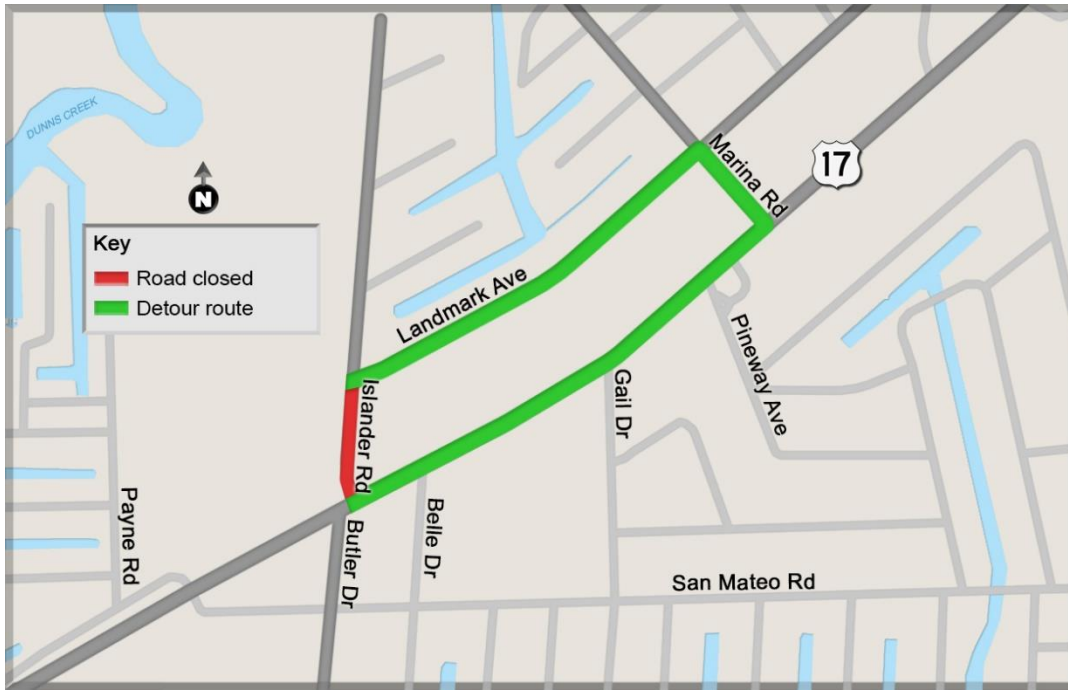 DUNNS CREEK
N
Key
Road closed
Detour route
Marina Rd
17
Landmark Ave
Islander Rd
Pineway Ave
Gail Dr
Payne Rd
Butler Dr
Belle Dr
San Mateo Rd